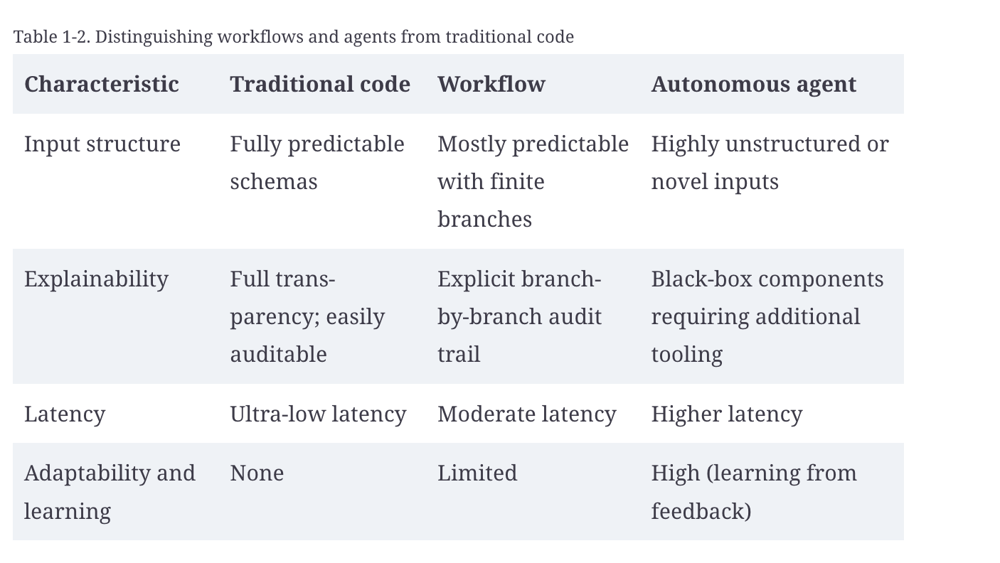 Table 1-2. Distinguishing workflows and agents from traditional code
Characteristic Traditional code Workflow Autonomous agent
Input structure Fully predictable Mostly predictable Highly unstructured or
schemas with finite novel inputs
branches
Explainability Full trans- Explicit branch- Black-box components
parency; easily by-branch audit requiring additional
auditable trail tooling
Latency Ultra-low latency Moderate latency Higher latency
Adaptability and None Limited High (learning from
learning feedback)